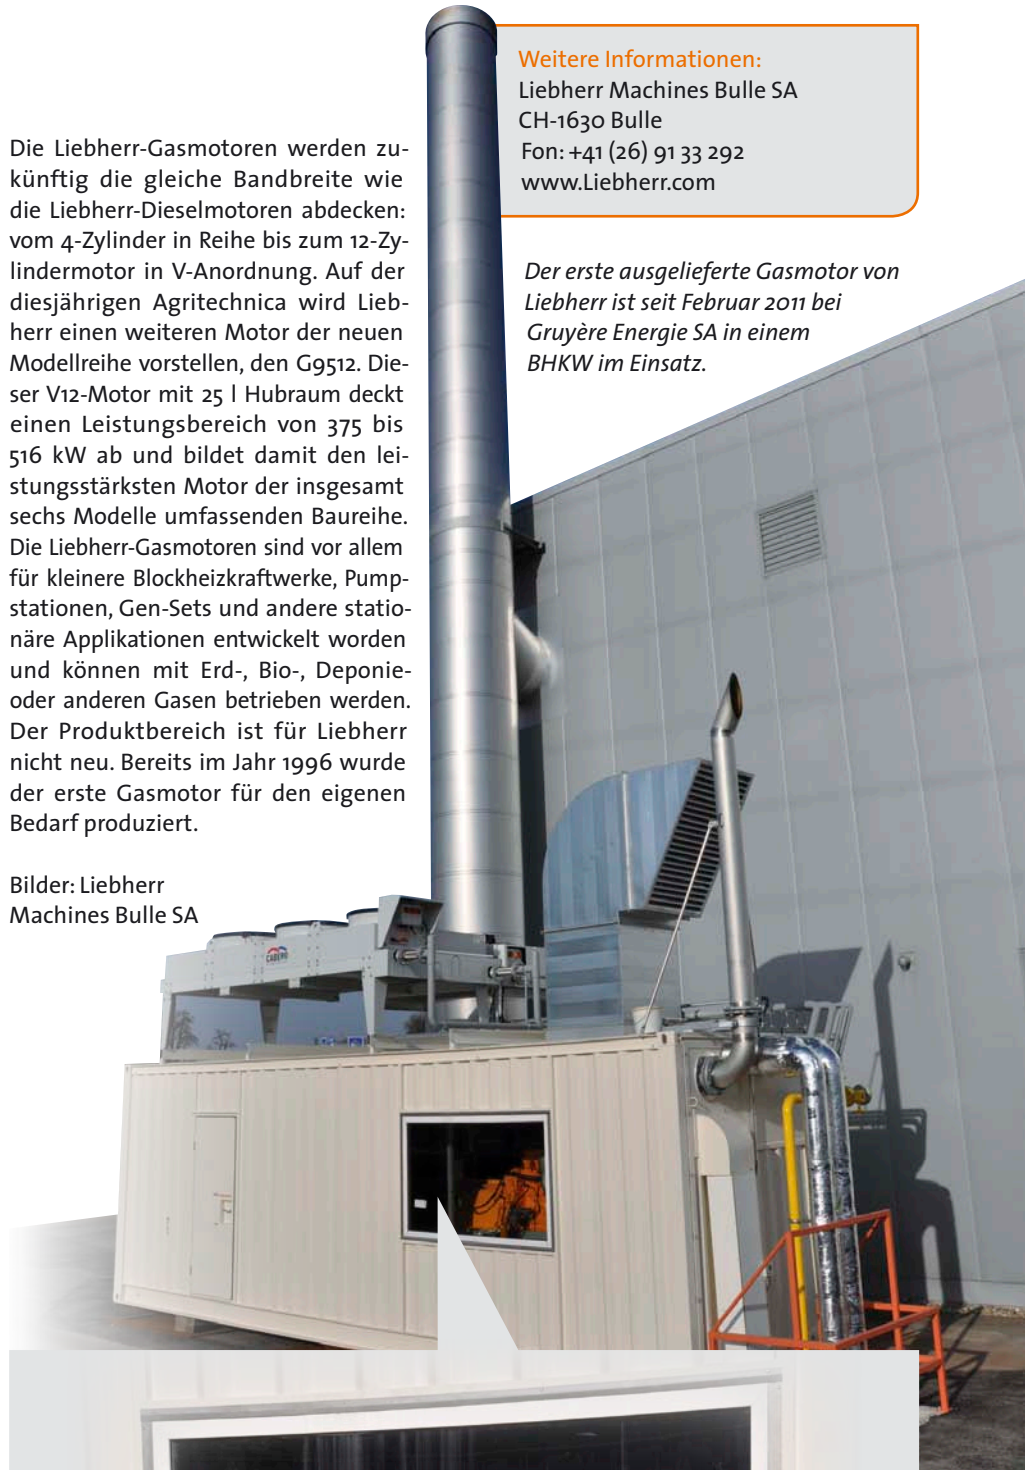 Weitere Informationen:
Liebherr Machines Bulle SA
CH-1630 Bulle
Fon: +41 (26) 91 33 292
www.Liebherr.com
Die Liebherr-Gasmotoren werden zu-
künftig die gleiche Bandbreite wie
die Liebherr-Dieselmotoren abdecken:
vom 4-Zylinder in Reihe bis zum 12-Zy-
lindermotor in V-Anordnung. Auf der
diesjährigen Agritechnica wird Lieb-
herr einen weiteren Motor der neuen
Modellreihe vorstellen, den G9512. Die-
ser V12-Motor mit 25 l Hubraum deckt
einen Leistungsbereich von 375 bis
516 kW ab und bildet damit den lei-
stungsstärksten Motor der insgesamt
sechs Modelle umfassenden Baureihe.
Die Liebherr-Gasmotoren sind vor allem
für kleinere Blockheizkraftwerke, Pump-
stationen, Gen-Sets und andere statio-
näre Applikationen entwickelt worden
und können mit Erd-, Bio-, Deponie-
oder anderen Gasen betrieben werden.
Der Produktbereich ist für Liebherr
nicht neu. Bereits im Jahr 1996 wurde
der erste Gasmotor für den eigenen
Bedarf produziert.
Bilder: Liebherr
Machines Bulle SA
Der erste ausgelieferte Gasmotor von
Liebherr ist seit Februar 2011 bei
Gruyère Energie SA in einem
BHKW im Einsatz.
CABERO